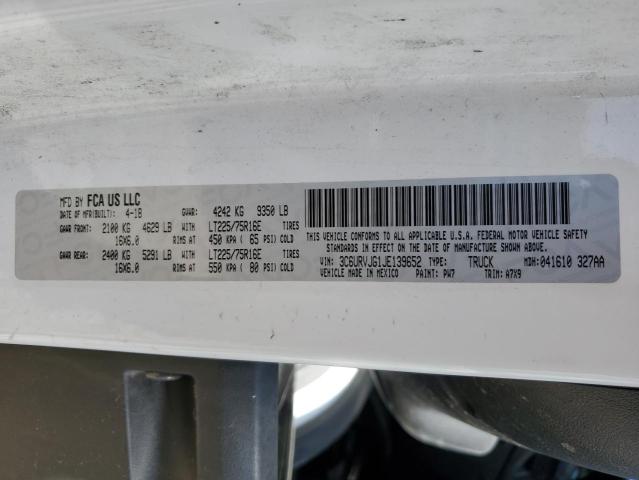 MFD BY FCA US LLC
DATE OF MFR(BUILT): 4-18 GVWR: 4242 KG 9350 LB
GAWR FRONT: 2100 KG 4629 LB WITH LT225/75R16E TIRES
16X6.0 RIMS AT 450 KPA ( 65 PSI) COLD
GAWR REAR: 2400 KG 5291 LB WITH LT225/75R16E TIRES
16X6.0 RIMS AT 550 KPA ( 80 PSI) COLD
THIS VEHICLE CONFORMS TO ALL APPLICABLE U.S.A. FEDERAL MOTOR VEHICLE SAFETY
STANDARDS IN EFFECT ON THE DATE OF MANUFACTURE SHOWN ABOVE.
VIN: 3C6URVJG1JE139652 TYPE: TRUCK MDH: 041610 327AA
VEHICLE MADE IN MEXICO PAINT: PW7 TRIM: A7X9